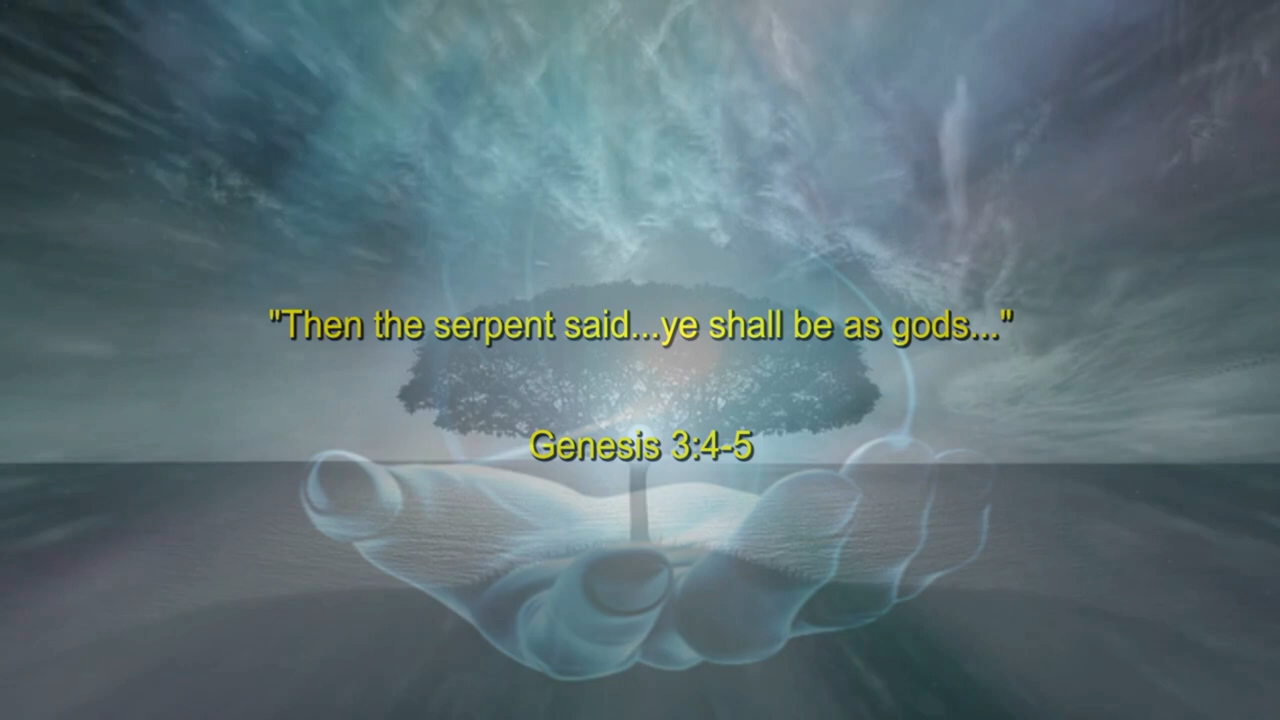 "Then the serpent said...ye shall be as gods..."
Genesis 3:4-5